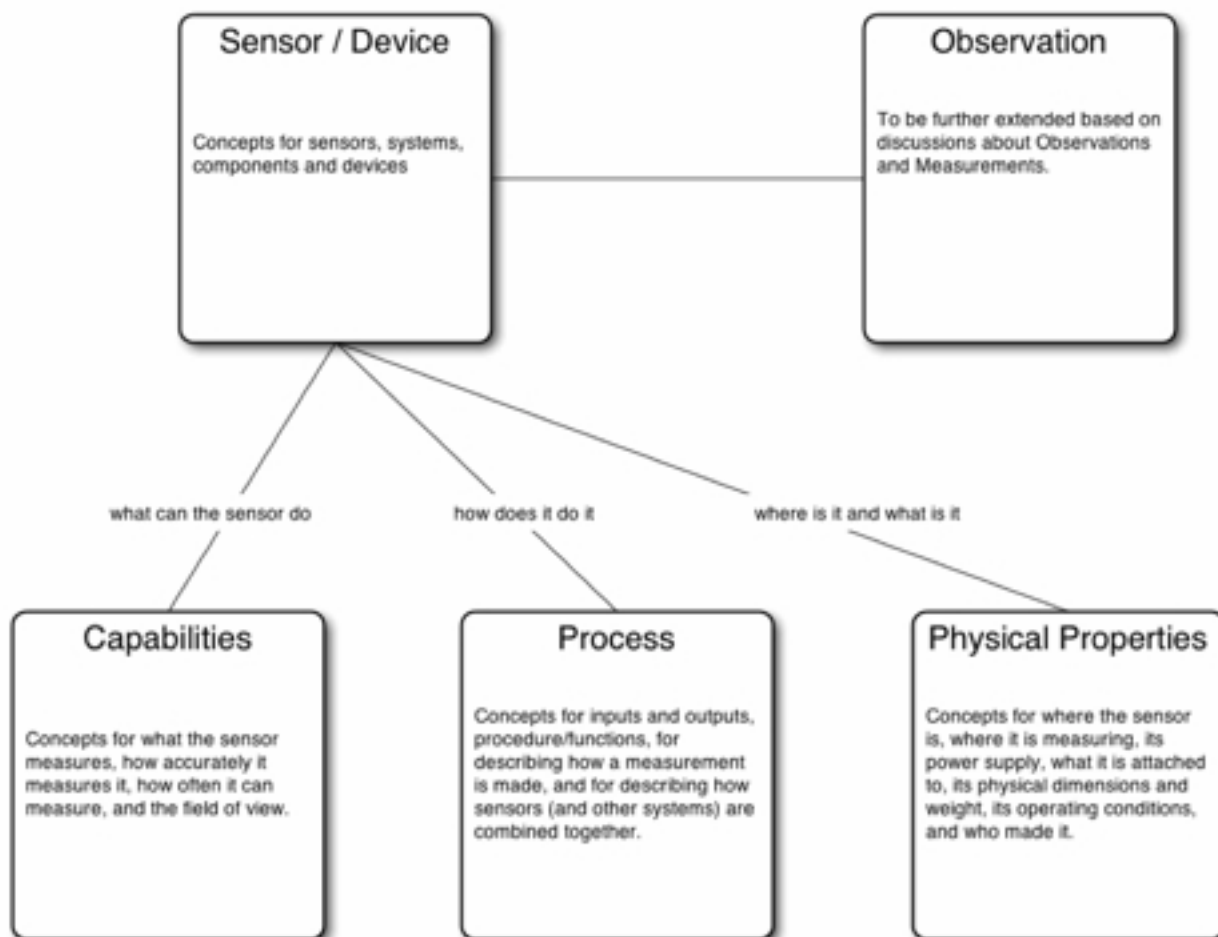 Sensor / Device
Concepts for sensors, systems,
components and devices
Observation
To be further extended based on
discussions about Observations
and Measurements.
what can the sensor do
how does it do it
where is it and what is it
Capabilities
Concepts for what the sensor
measures, how accurately it
measures it, how often it can
measure, and the field of view.
Process
Concepts for inputs and outputs,
procedure/functions, for
describing how a measurement
is made, and for describing how
sensors (and other systems) are
combined together.
Physical Properties
Concepts for where the sensor
is, where it is measuring, its
power supply, what it is attached
to, its physical dimensions and
weight, its operating conditions,
and who made it.